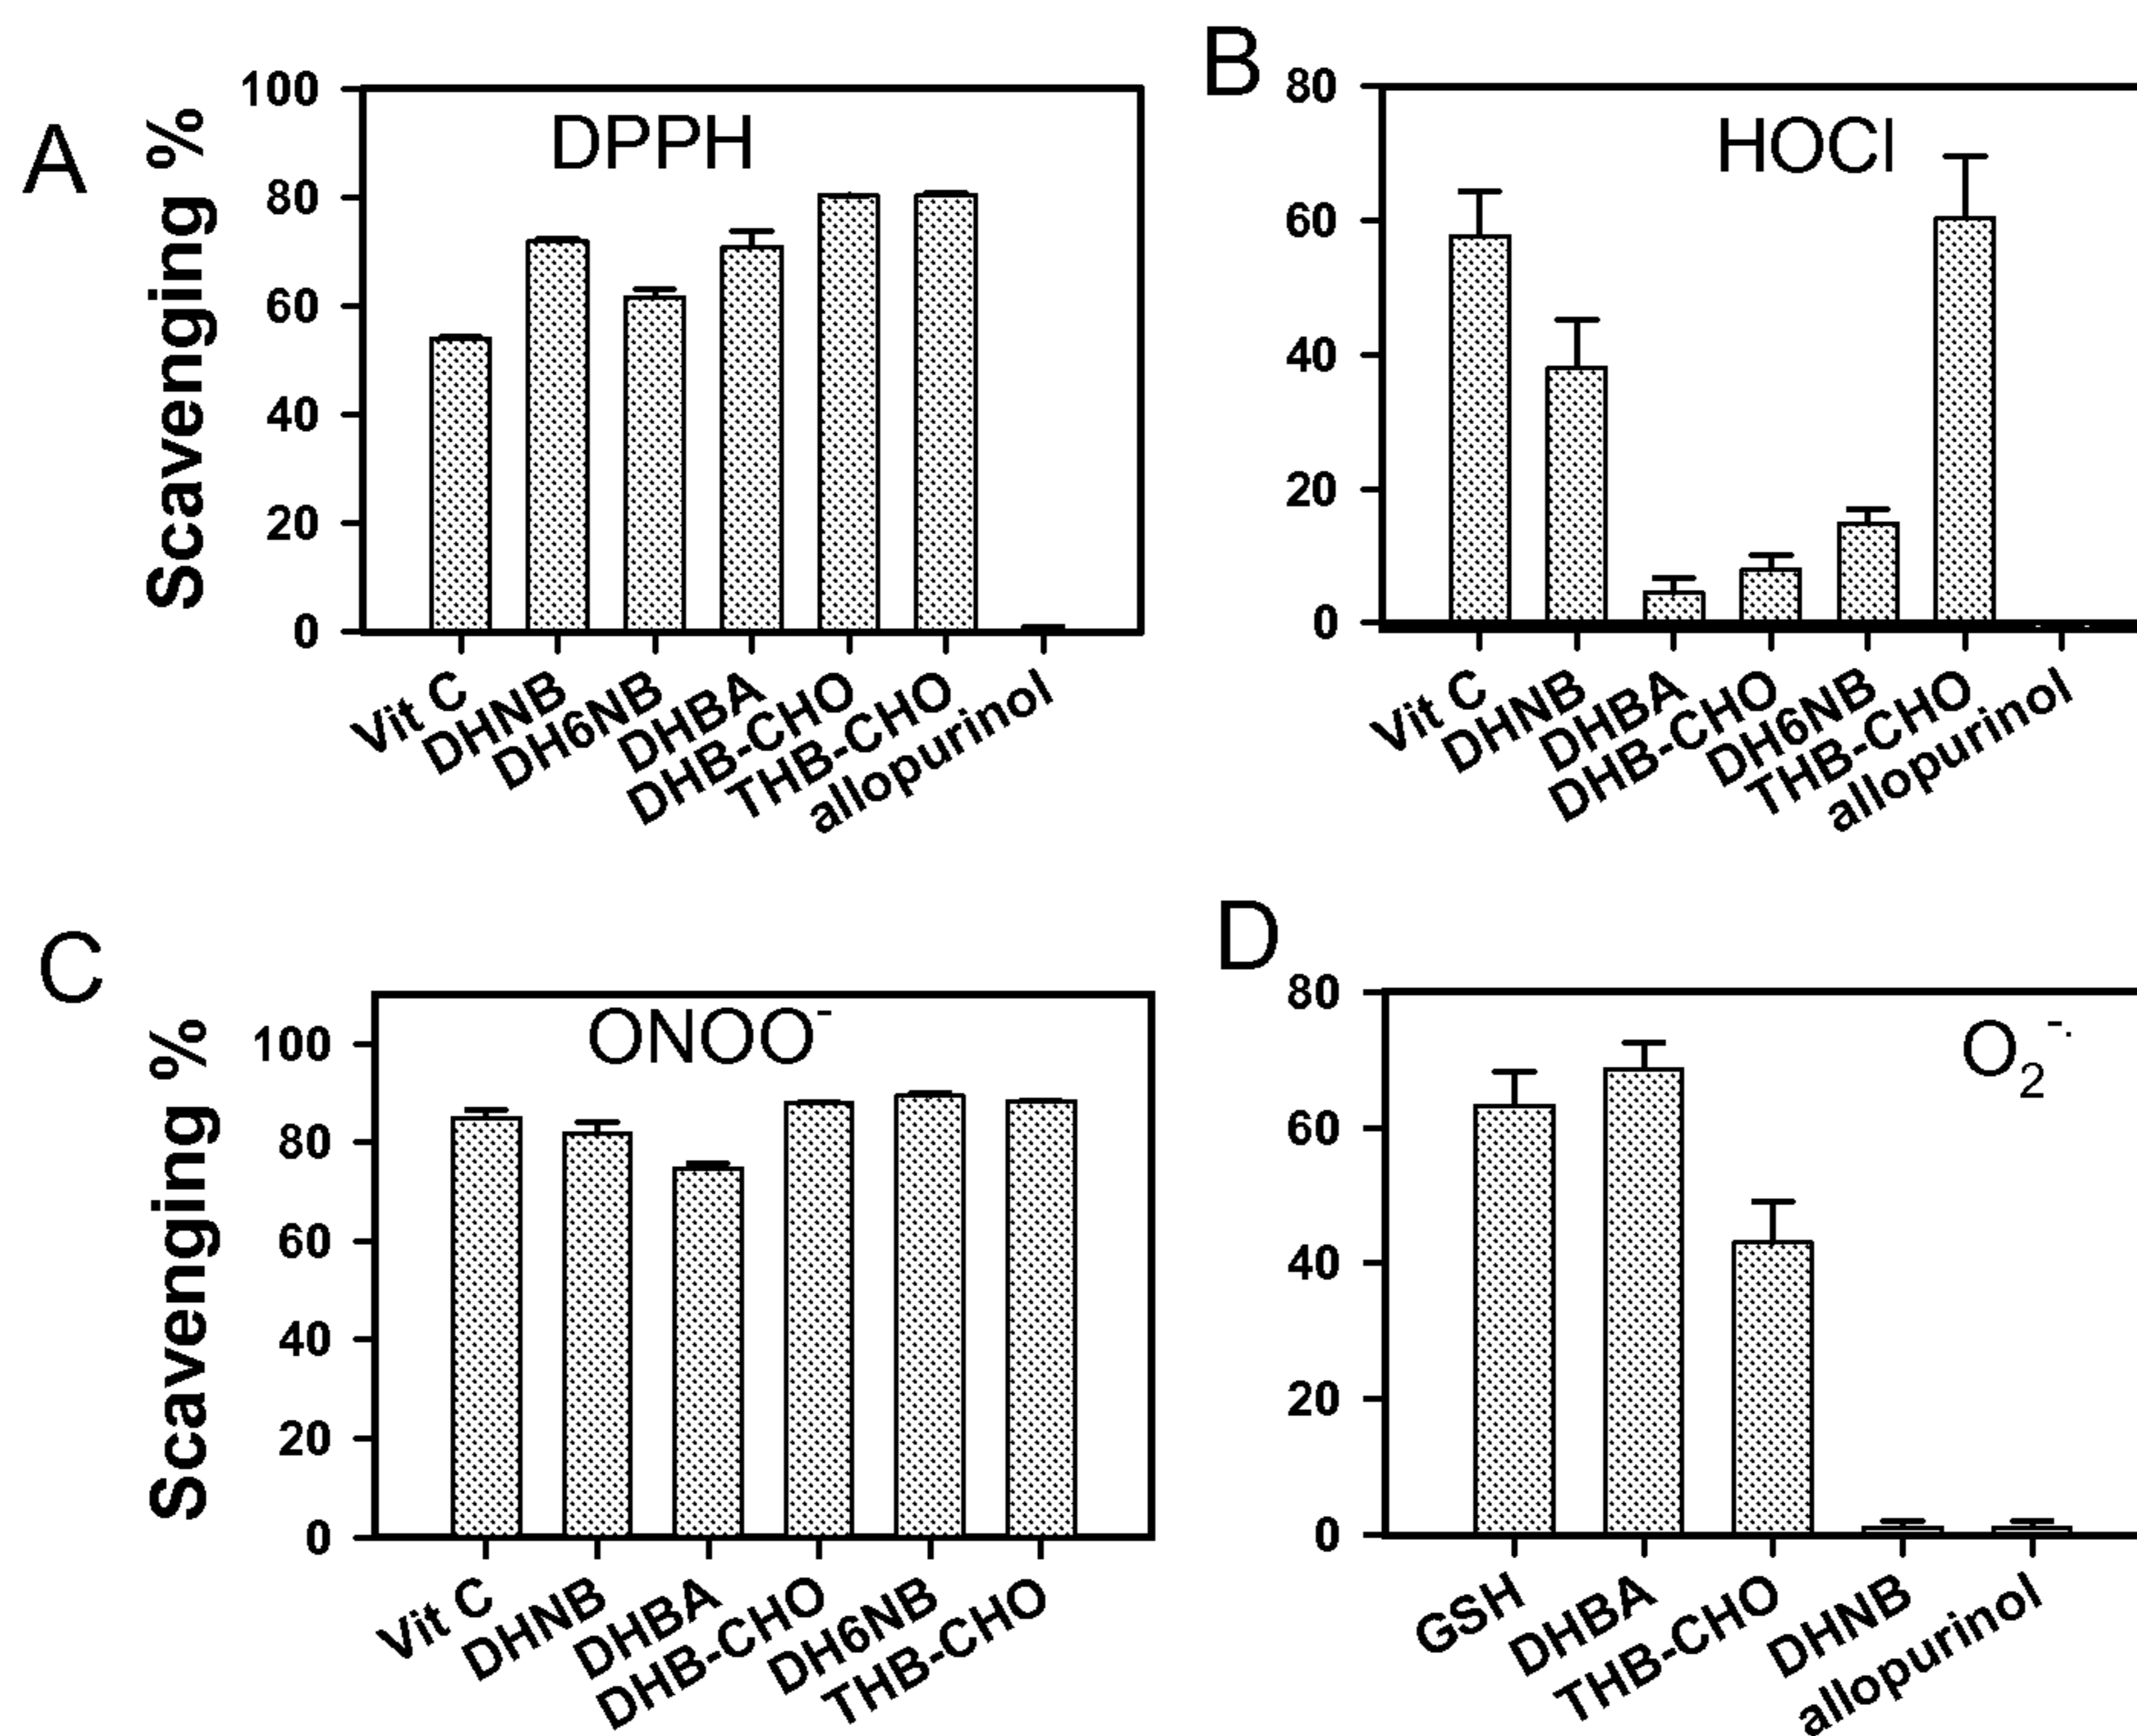 A
Scavenging %
DPPH
100
80
60
40
20
0
Vit C
DHNB
DH6NB
DHBA
DHB-CHO
THB-CHO
allopurinol
B
HOCl
80
60
40
20
0
Vit C
DHNB
DHBA
DHB-CHO
DH6NB
THB-CHO
allopurinol
C
Scavenging %
ONOO⁻
100
80
60
40
20
0
Vit C
DHNB
DHBA
DHB-CHO
DH6NB
THB-CHO
D
O₂⁻·
80
60
40
20
0
GSH
DHBA
THB-CHO
DHNB
allopurinol